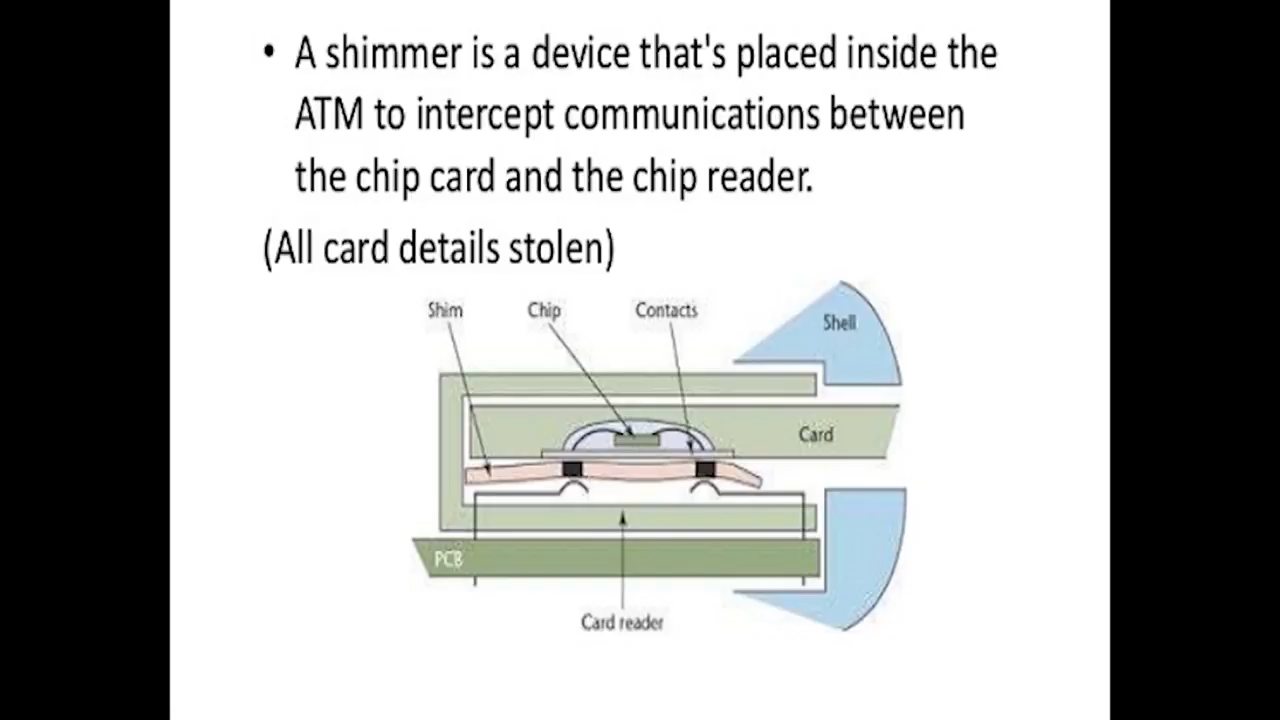 • A shimmer is a device that's placed inside the
ATM to intercept communications between
the chip card and the chip reader.
(All card details stolen)
Shim Chip Contacts
Shell
Card
PCB
Card reader